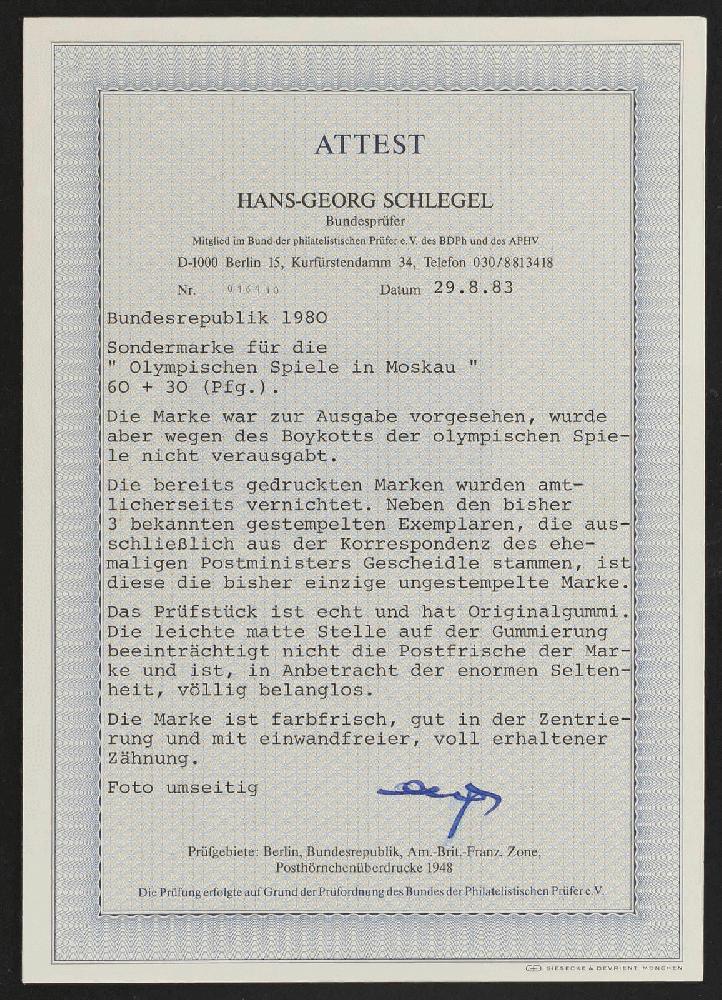 ATTEST
HANS-GEORG SCHLEGEL
Bundesprüfer
Mitglied im Bund der philatelistischen Prüfer e.V. des BDPh und des APHV
D-1000 Berlin 15, Kurfürstendamm 34, Telefon 030/8813418
Nr. Datum 29.8.83
Bundesrepublik 1980
Sondermarke für die
" Olympischen Spiele in Moskau "
60 + 30 (Pfg.).
Die Marke war zur Ausgabe vorgesehen, wurde
aber wegen des Boykotts der olympischen Spie-
le nicht verausgabt.
Die bereits gedruckten Marken wurden amt-
licherseits vernichtet. Neben den bisher
3 bekannten gestempelten Exemplaren, die aus-
schließlich aus der Korrespondenz des ehe-
maligen Postministers Gescheidle stammen, ist
diese die bisher einzige ungestempelte Marke.
Das Prüfstück ist echt und hat Originalgummi.
Die leichte matte Stelle auf der Gummierung
beeinträchtigt nicht die Postfrische der Mar-
ke und ist, in Anbetracht der enormen Selten-
heit, völlig belanglos.
Die Marke ist farbfrisch, gut in der Zentrie-
rung und mit einwandfreier, voll erhaltener
Zähnung.
Foto umseitig
Prüfgebiete: Berlin, Bundesrepublik, Am.-Brit.-Franz. Zone,
Posthörnchenüberdrucke 1948
Die Prüfung erfolgte auf Grund der Prüfordnung des Bundes der Philatelistischen Prüfer e.V.
GIESECKE & DEVRIENT MÜNCHEN